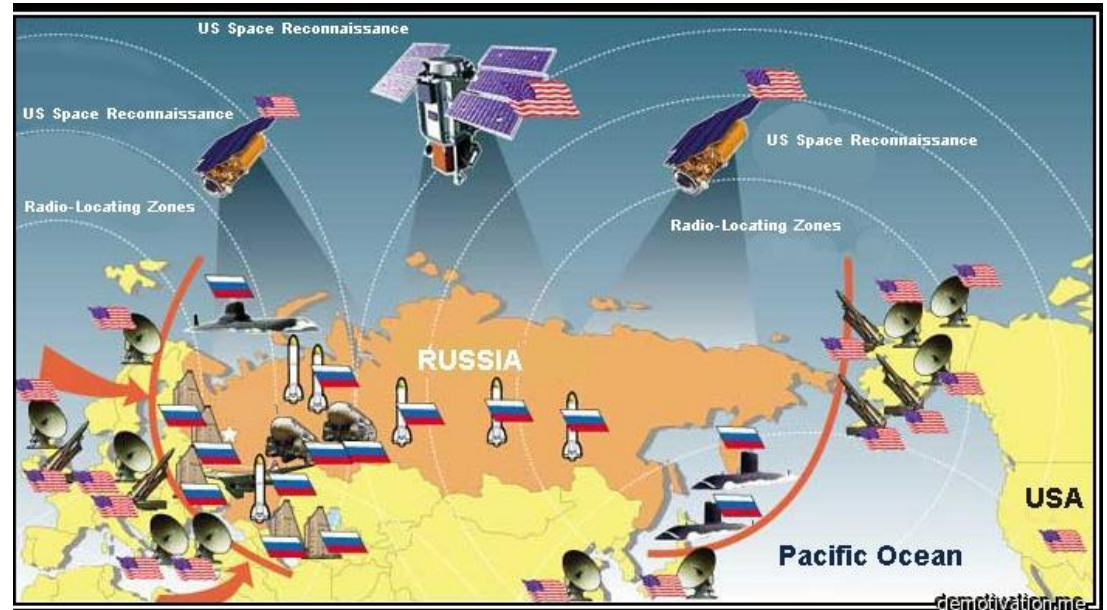 US Space Reconnaissance
US Space Reconnaissance
US Space Reconnaissance
Radio-Locating Zones
Radio-Locating Zones
RUSSIA
USA
Pacific Ocean
demotivation.me